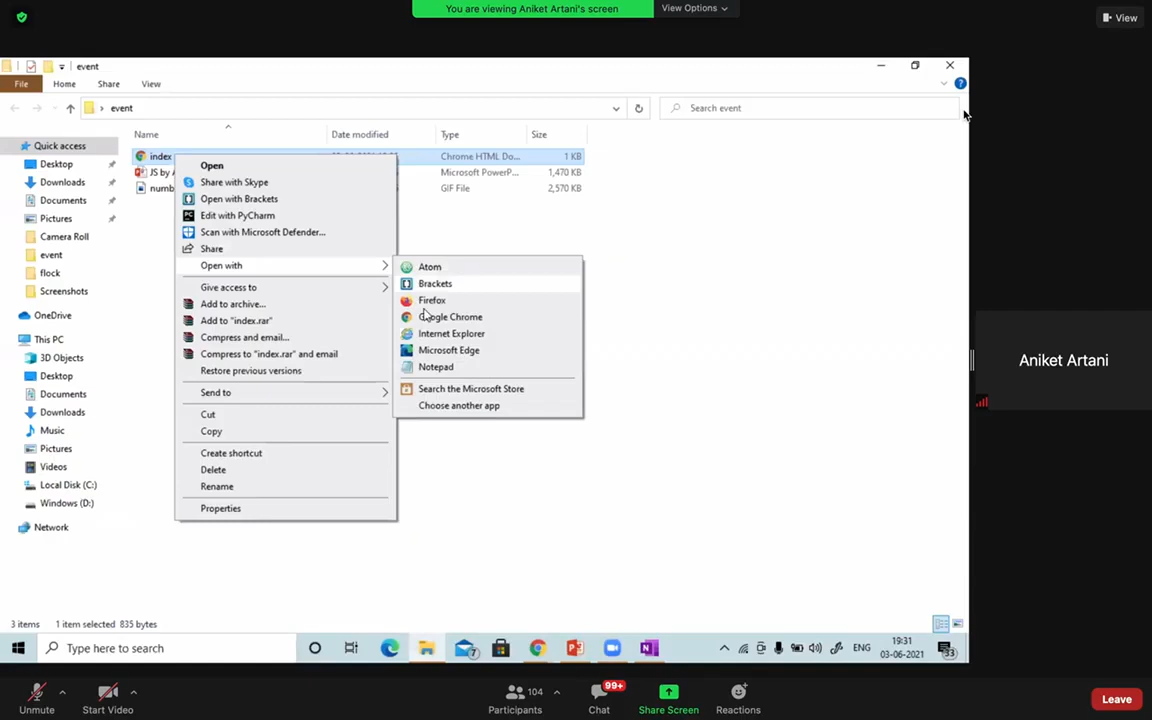 You are viewing Aniket Artani's screen
View Options
View
event
File Home Share View
event
Search event
Name Date modified Type Size
Quick access
Desktop
Downloads
Documents
Pictures
Camera Roll
event
flock
Screenshots
OneDrive
This PC
3D Objects
Desktop
Documents
Downloads
Music
Pictures
Videos
Local Disk (C:)
Windows (D:)
Network
index Chrome HTML Do... 1 KB
JS by Microsoft PowerP... 1,470 KB
numb GIF File 2,570 KB
Open
Share with Skype
Open with Brackets
Edit with PyCharm
Scan with Microsoft Defender...
Share
Open with
Give access to
Add to archive...
Add to "index.rar"
Compress and email...
Compress to "index.rar" and email
Restore previous versions
Send to
Cut
Copy
Create shortcut
Delete
Rename
Properties
Atom
Brackets
Firefox
Google Chrome
Internet Explorer
Microsoft Edge
Notepad
Search the Microsoft Store
Choose another app
Aniket Artani
3 items 1 item selected 835 bytes
Type here to search
7
ENG
19:31
03-06-2021
33
Unmute
Start Video
104
Participants
99+
Chat
Share Screen
Reactions
Leave